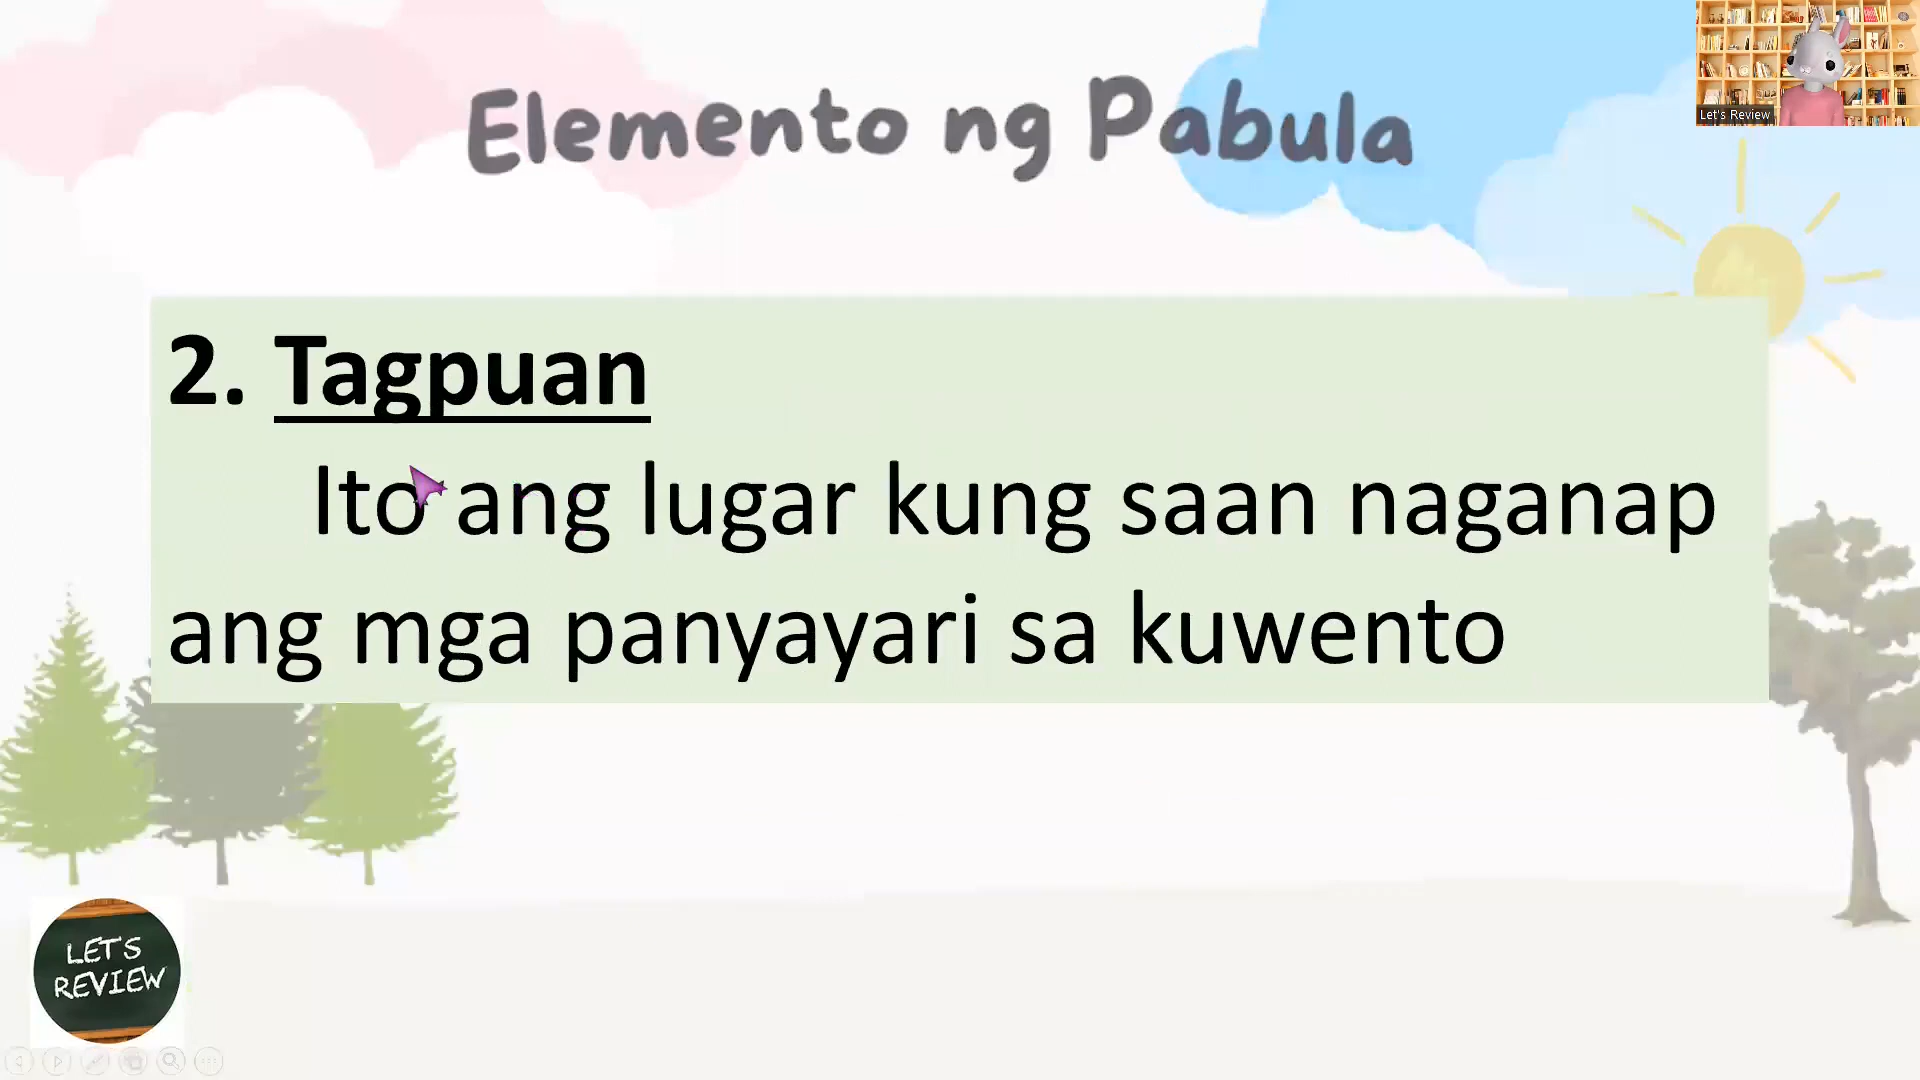 Elemento ng Pabula
Let's Review
2. Tagpuan
Ito ang lugar kung saan naganap
ang mga panyayari sa kuwento
LET'S
REVIEW